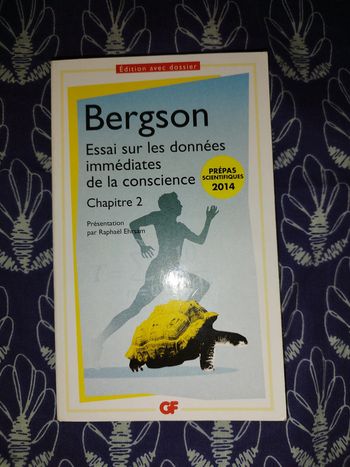 Édition avec dossier
Bergson
Essai sur les données
immédiates
de la conscience
Chapitre 2
PRÉPAS
SCIENTIFIQUES
2014
Présentation
par Raphaël Ehrsam
GF